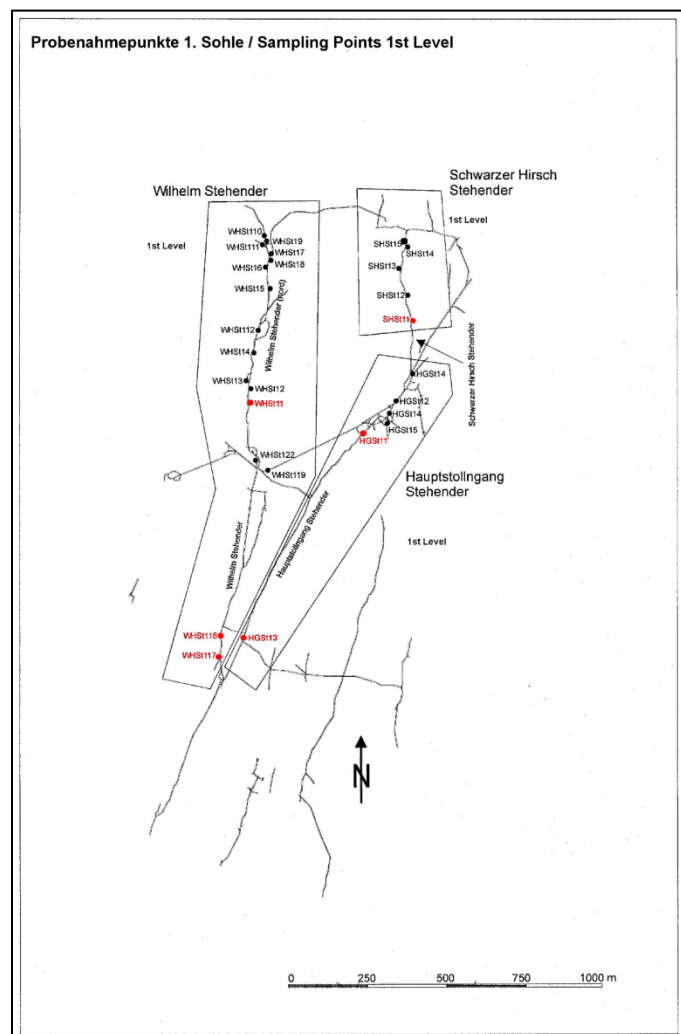 Probenahmepunkte 1. Sohle / Sampling Points 1st Level
Schwarzer Hirsch
Stehender
Wilhelm Stehender
1st Level
1st Level
WHSt110
WHSt19
WHSt111
WHSt17
WHSt18
WHSt16
WHSt15
WHSt112
WHSt14
WHSt13
WHSt12
WHSt11
Wilhelm Stehender (nord)
WHSt122
WHSt119
Wilhelm Stehender
WHSt118
WHSt117
SHSt15
SHSt14
SHSt13
SHSt12
SHSt11
Schwarzer Hirsch Stehender
HGSt14
HGSt12
HGSt14
HGSt15
HGSt11
Hauptstollngang
Stehender
1st Level
Hauptstollngang Stehender
HGSt13
N
0 250 500 750 1000 m